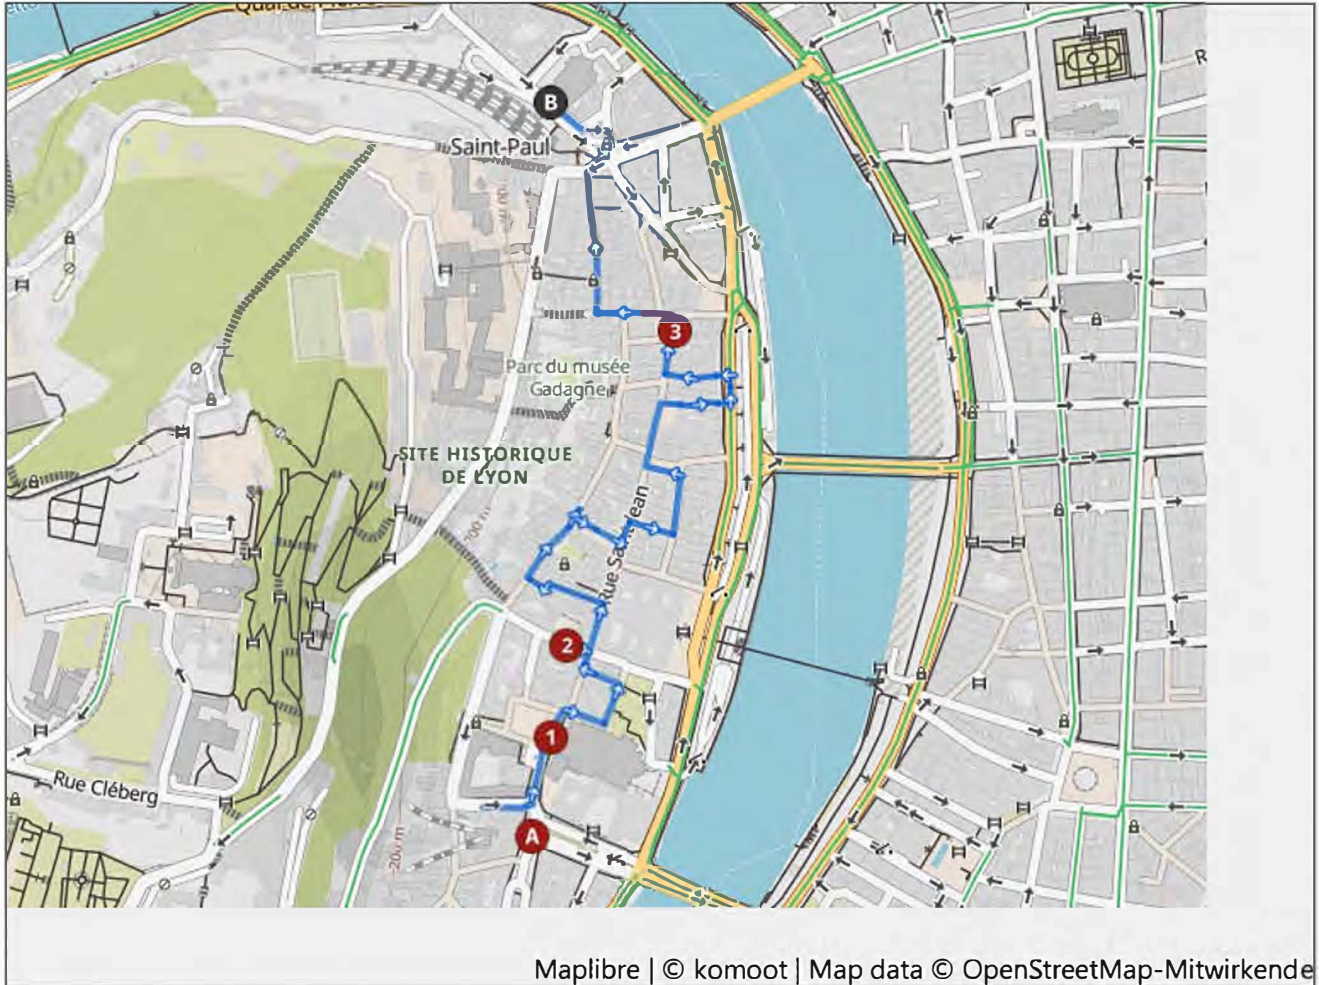 B
Saint-Paul
3
Parc du musée
Gadagne
SITE HISTORIQUE
DE LYON
Rue Saint-Jean
2
1
Rue Cléberg
A
Maplibre | © komoot | Map data © OpenStreetMap-Mitwirkende